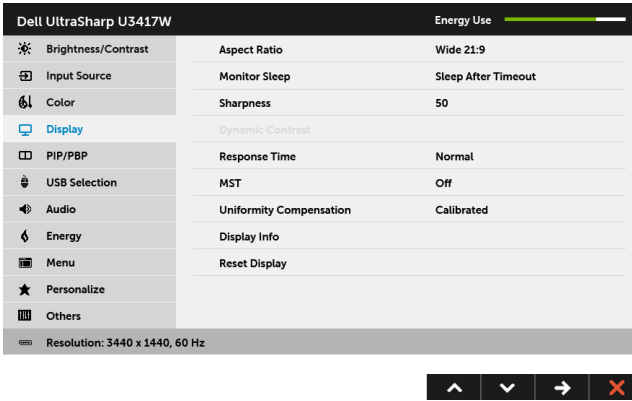 Dell UltraSharp U3417W Energy Use
Brightness/Contrast Aspect Ratio Wide 21:9
Input Source Monitor Sleep Sleep After Timeout
Color Sharpness 50
Display Dynamic Contrast
PIP/PBP Response Time Normal
USB Selection MST Off
Audio Uniformity Compensation Calibrated
Energy Display Info
Menu Reset Display
Personalize
Others
Resolution: 3440 x 1440, 60 Hz